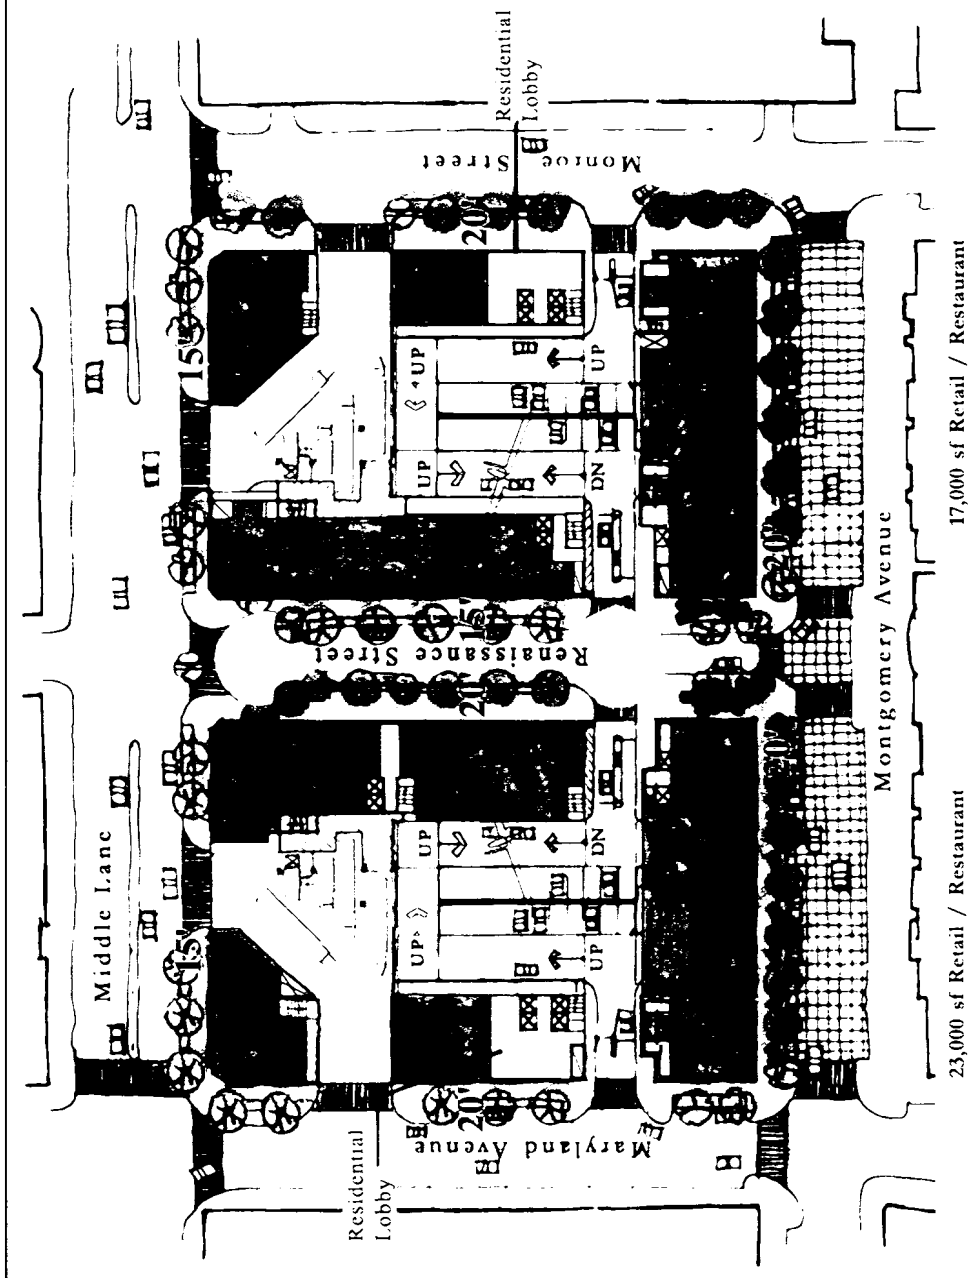 Residential
Lobby
Monroe Street
20'
15'
UP
UP
UP
DN
20'
15'
Renaissance Street
20'
20'
Middle Lane
15'
UP
DN
UP
UP
Maryland Avenue
20'
Residential
Lobby
Montgomery Avenue
17,000 sf Retail / Restaurant
23,000 sf Retail / Restaurant